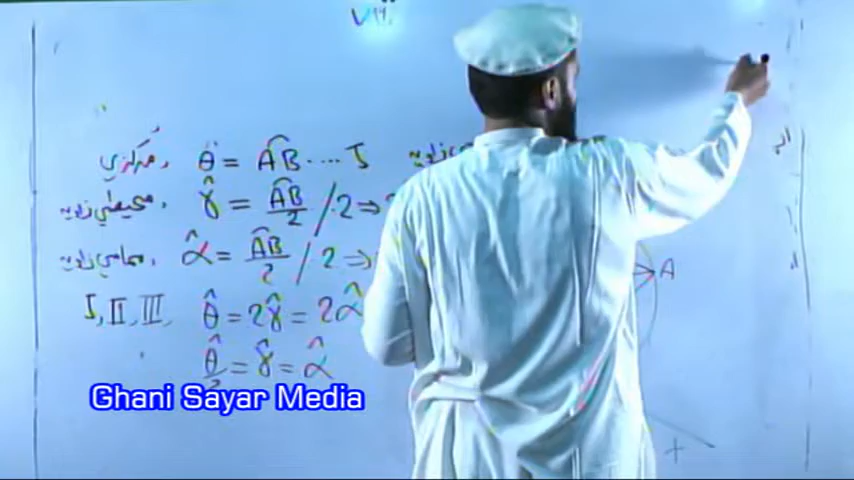 مرکزي، θ̂ = AB .... I
محیطي زاویه، γ̂ = AB/2 / .2 ⇒
مماسي زاویه، α̂ = AB/2 / 2 ⇒
I, II, III, θ̂ = 2γ̂ = 2α̂
θ̂/2 = γ̂ = α̂
زاویه
A
Ghani Sayar Media